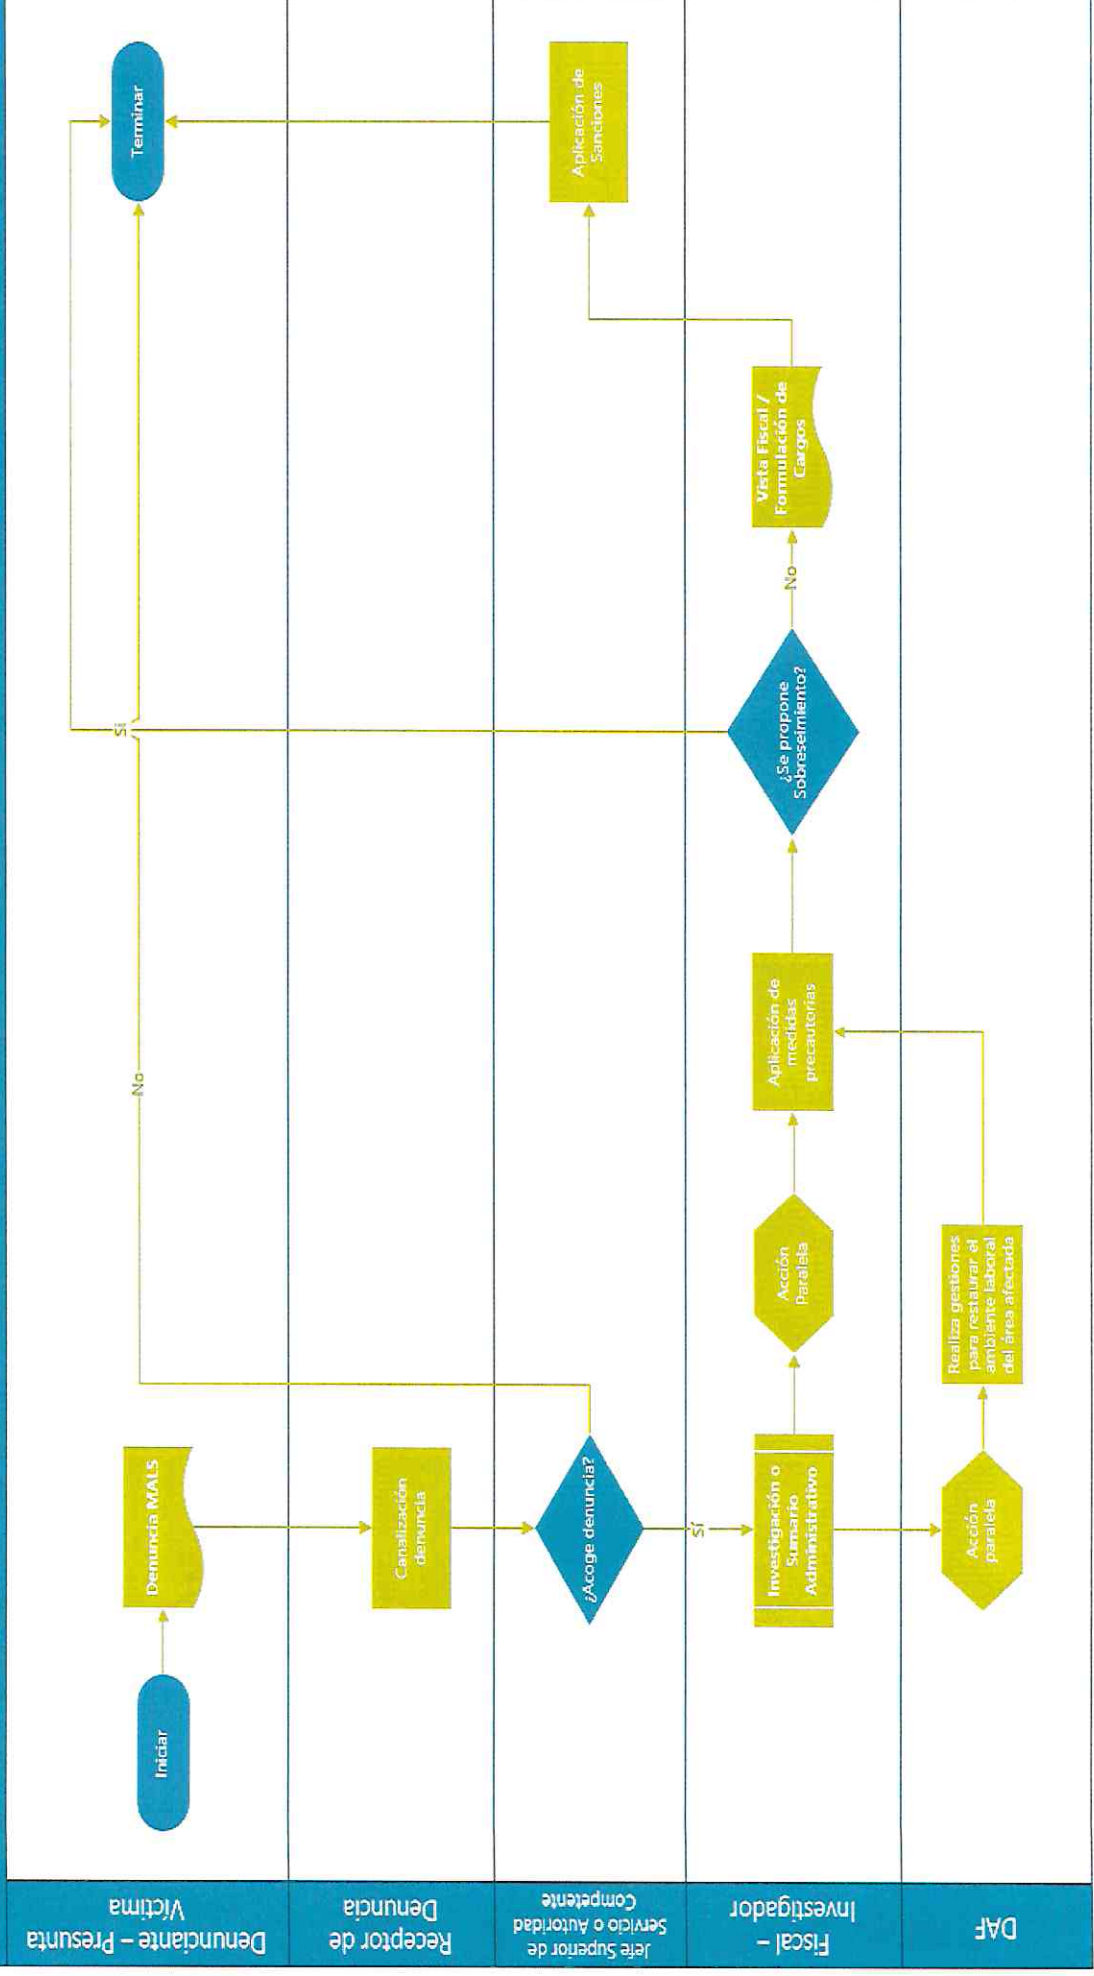 Denunciante – Presunta
Víctima
Iniciar
Denuncia MALS
No
Sí
Terminar
Receptor de
Denuncia
Canalización
denuncia
Jefe Superior de
Servicio o Autoridad
Competente
¿Acoge denuncia?
Aplicación de
Sanciones
Fiscal –
Investigador
Sí
Investigación o
Sumario
Administrativo
Acción
Paralela
Aplicación de
medidas
precautorias
¿Se propone
Sobreseimiento?
No
Vista Fiscal /
Formulación de
Cargos
DAF
Acción
paralela
Realiza gestiones
para restaurar el
ambiente laboral
del área afectada